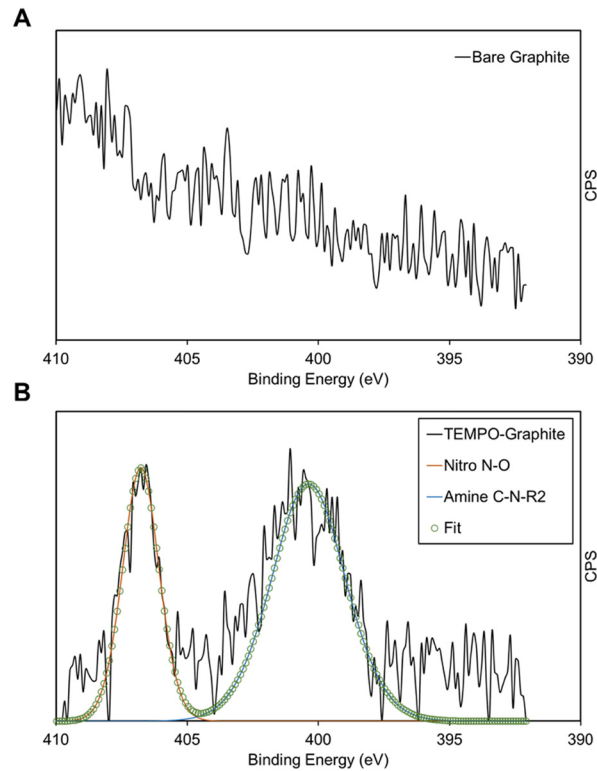 A
Bare Graphite
CPS
410 405 400 395 390
Binding Energy (eV)
B
TEMPO-Graphite
Nitro N-O
Amine C-N-R2
Fit
CPS
410 405 400 395 390
Binding Energy (eV)